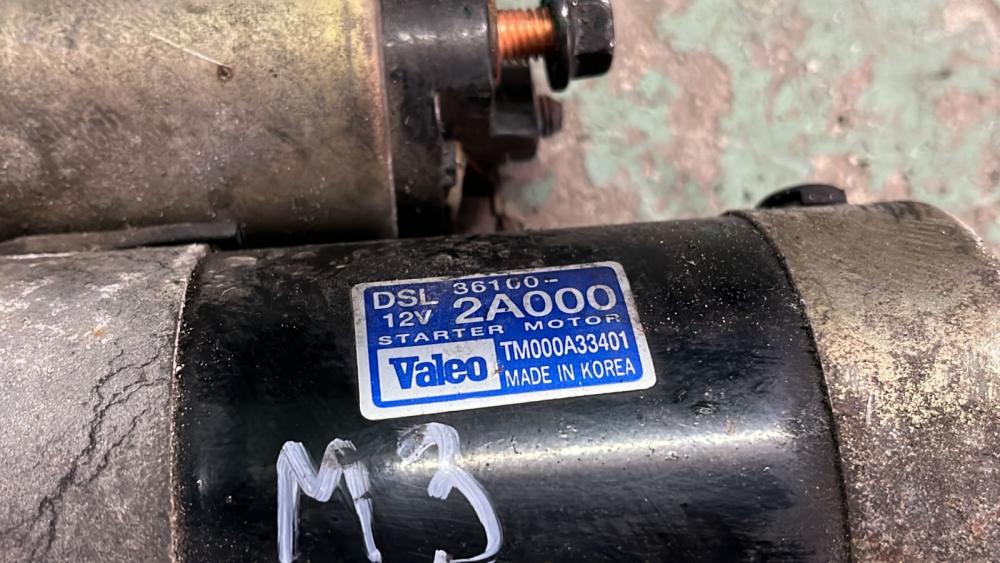 DSL 36100-
12V 2A000
STARTER MOTOR
Valeo TM000A33401
MADE IN KOREA
M3